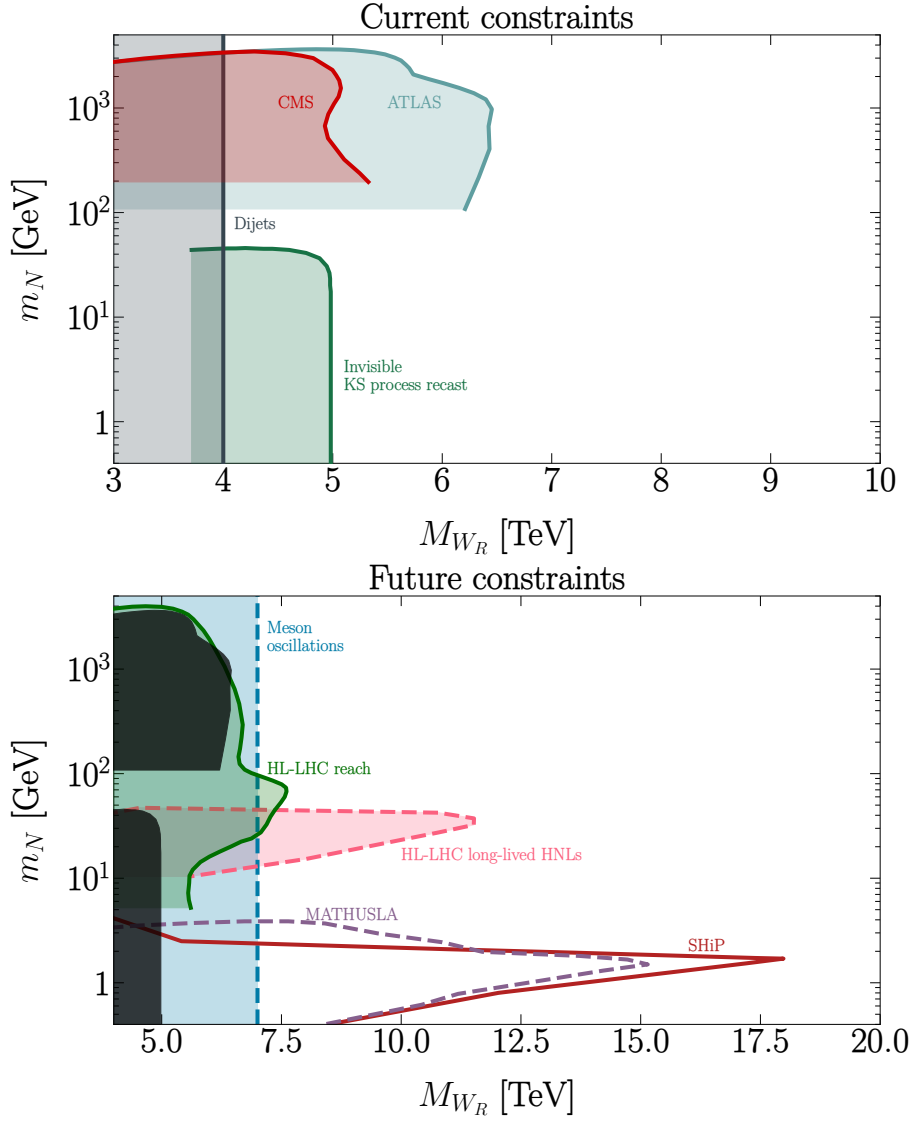 Current constraints
CMS
ATLAS
Dijets
Invisible
KS process recast
10^3
10^2
10^1
1
m_N [GeV]
3 4 5 6 7 8 9 10
M_{W_R} [TeV]
Future constraints
Meson
oscillations
HL-LHC reach
HL-LHC long-lived HNLs
MATHUSLA
SHiP
10^3
10^2
10^1
1
m_N [GeV]
5.0 7.5 10.0 12.5 15.0 17.5 20.0
M_{W_R} [TeV]